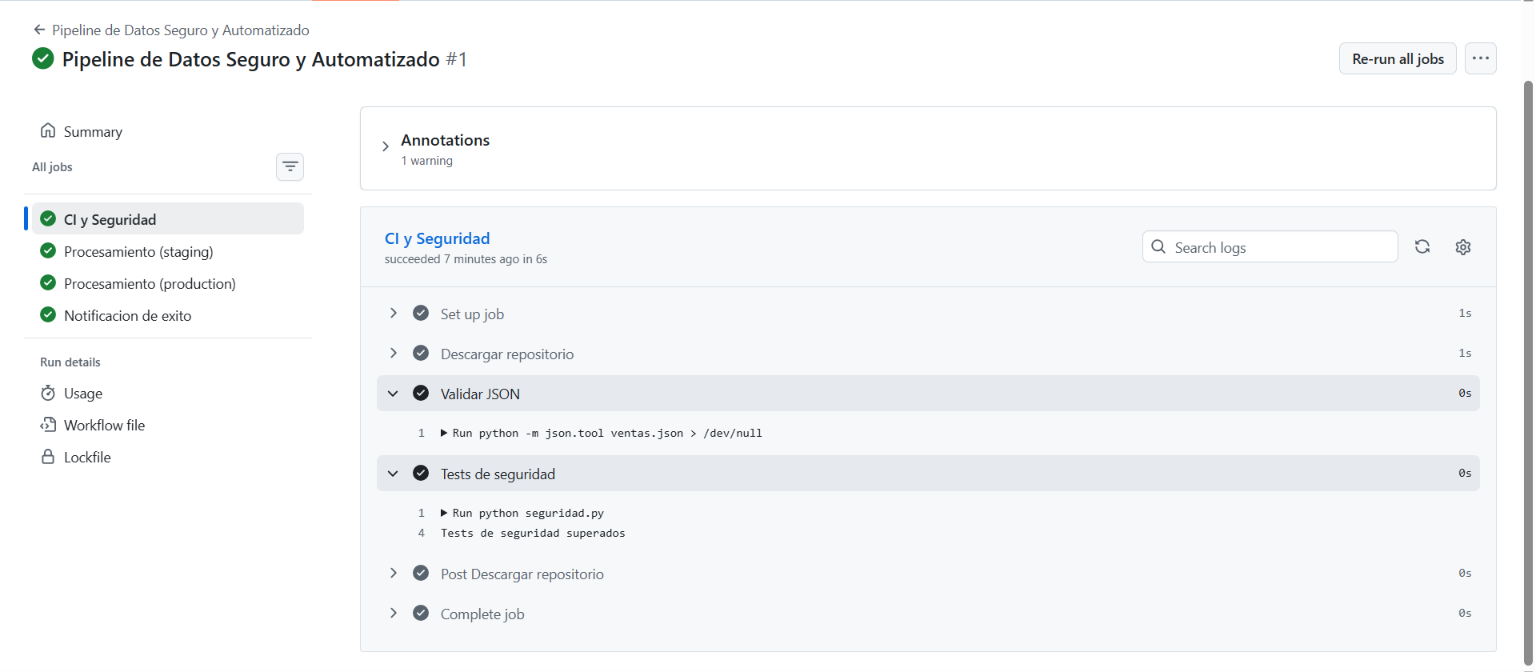 ← Pipeline de Datos Seguro y Automatizado
Pipeline de Datos Seguro y Automatizado #1
Re-run all jobs
Summary
All jobs
CI y Seguridad
Procesamiento (staging)
Procesamiento (production)
Notificacion de exito
Run details
Usage
Workflow file
Lockfile
Annotations
1 warning
CI y Seguridad
succeeded 7 minutes ago in 6s
Search logs
Set up job 1s
Descargar repositorio 1s
Validar JSON 0s
1 ▶ Run python -m json.tool ventas.json > /dev/null
Tests de seguridad 0s
1 ▶ Run python seguridad.py
4 Tests de seguridad superados
Post Descargar repositorio 0s
Complete job 0s